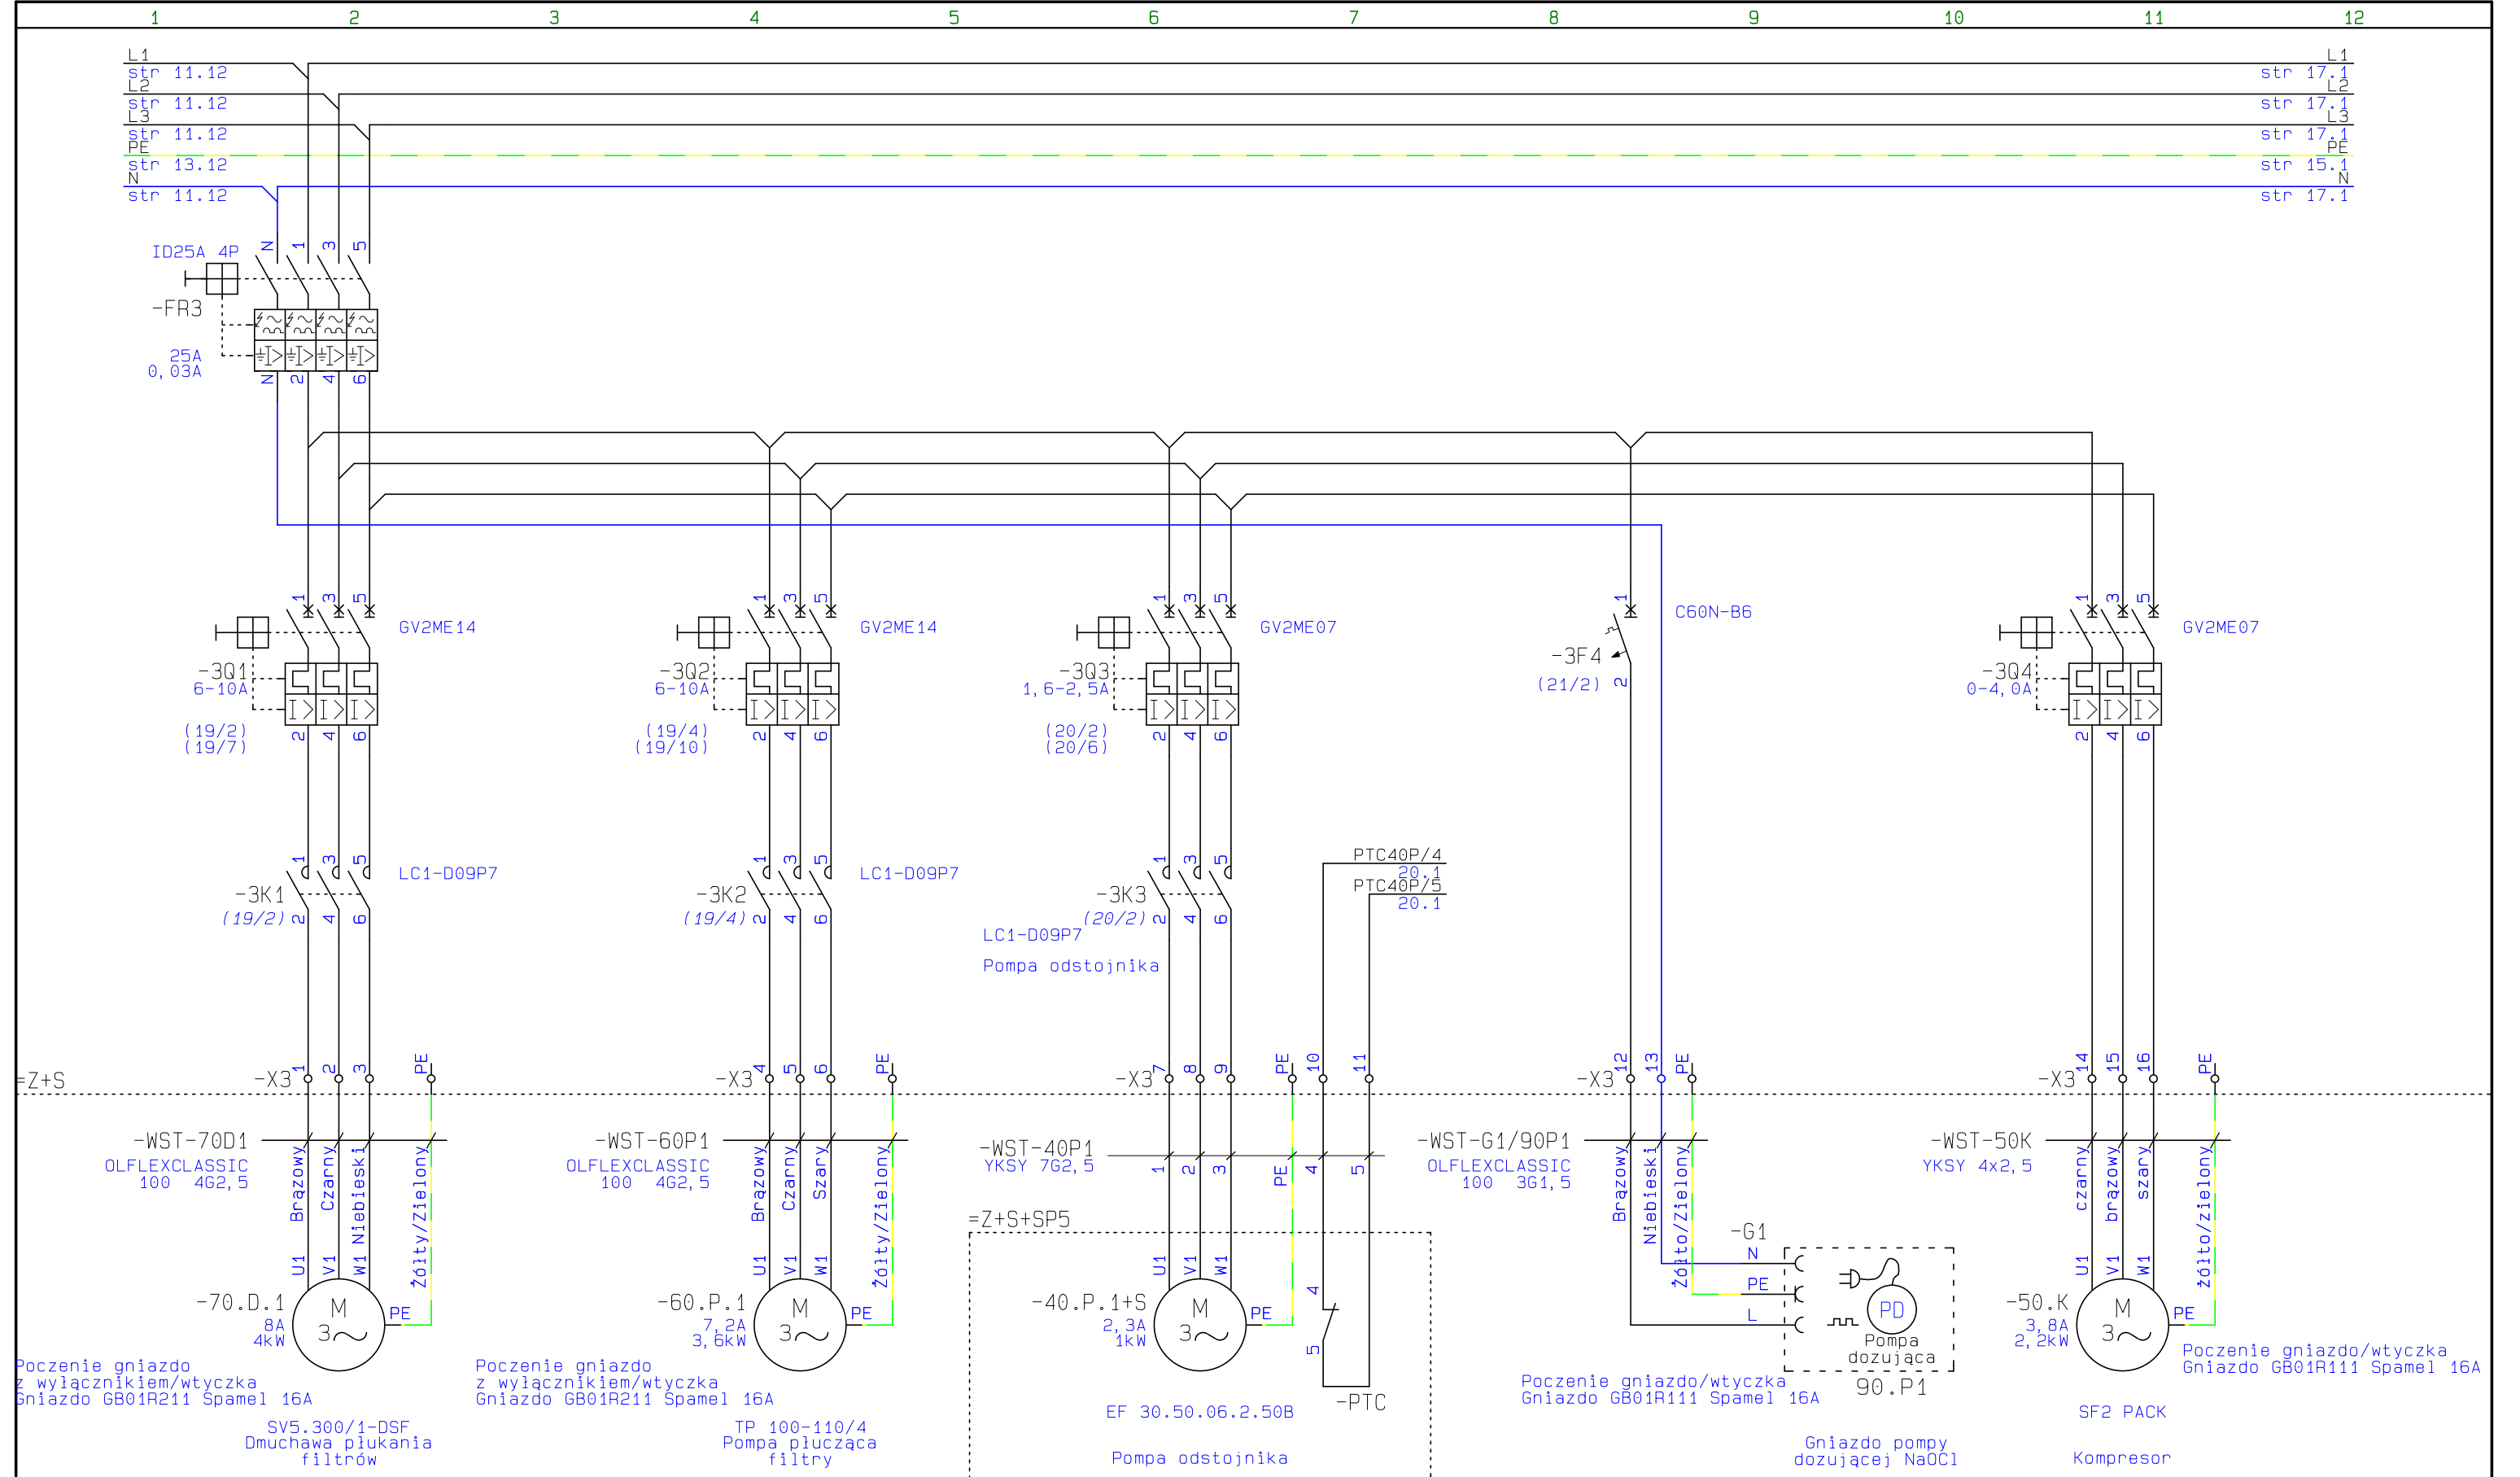 1 2 3 4 5 6 7 8 9 10 11 12
L1 L1
str 11.12 str 17.1
L2 L2
str 11.12 str 17.1
L3 L3
str 11.12 str 17.1
PE PE
str 13.12 str 15.1
N N
str 11.12 str 17.1
ID25A 4P N 1 3 5
-FR3
25A
0,03A
N 2 4 6
1 3 5 GV2ME14
-3Q1
6-10A
(19/2)
(19/7)
2 4 6
1 3 5 GV2ME14
-3Q2
6-10A
(19/4)
(19/10)
2 4 6
1 3 5 GV2ME07
-3Q3
1,6-2,5A
(20/2)
(20/6)
2 4 6
1 C60N-B6
-3F4
(21/2) 2
1 3 5 GV2ME07
-3Q4
0-4,0A
2 4 6
1 3 5 LC1-D09P7
-3K1
(19/2) 2 4 6
1 3 5 LC1-D09P7
-3K2
(19/4) 2 4 6
1 3 5
-3K3
(20/2) 2 4 6
LC1-D09P7
Pompa odstojnika
PTC40P/4
20.1
PTC40P/5
20.1
=Z+S
-X3 1 2 3 PE
-X3 4 5 6 PE
-X3 7 8 9 PE 10 11
-X3 12 13 PE
-X3 14 15 16 PE
-WST-70D1
OLFLEXCLASSIC
100 4G2,5
Brązowy Czarny Niebieski Żółty/Zielony
-WST-60P1
OLFLEXCLASSIC
100 4G2,5
Brązowy Czarny Szary Żółty/Zielony
-WST-40P1
YKSY 7G2,5
1 2 3 PE 4 5
-WST-G1/90P1
OLFLEXCLASSIC
100 3G1,5
Brązowy Niebieski Żółto/Zielony
-WST-50K
YKSY 4x2,5
czarny brązowy szary żółto/zielony
=Z+S+SP5
U1 V1 W1
-70.D.1
8A
4kW
M
3
PE
Poczenie gniazdo
z wyłącznikiem/wtyczka
Gniazdo GB01R211 Spamel 16A
SV5.300/1-DSF
Dmuchawa płukania
filtrów
U1 V1 W1
-60.P.1
7,2A
3,6kW
M
3
PE
Poczenie gniazdo
z wyłącznikiem/wtyczka
Gniazdo GB01R211 Spamel 16A
TP 100-110/4
Pompa płucząca
filtry
U1 V1 W1
-40.P.1+S
2,3A
1kW
M
3
PE
4
5
-PTC
EF 30.50.06.2.50B
Pompa odstojnika
-G1
N
PE
L
PD
Pompa
dozująca
90.P1
Poczenie gniazdo/wtyczka
Gniazdo GB01R111 Spamel 16A
Gniazdo pompy
dozującej NaOCl
U1 V1 W1
-50.K
3,8A
2,2kW
M
3
PE
Poczenie gniazdo/wtyczka
Gniazdo GB01R111 Spamel 16A
SF2 PACK
Kompresor